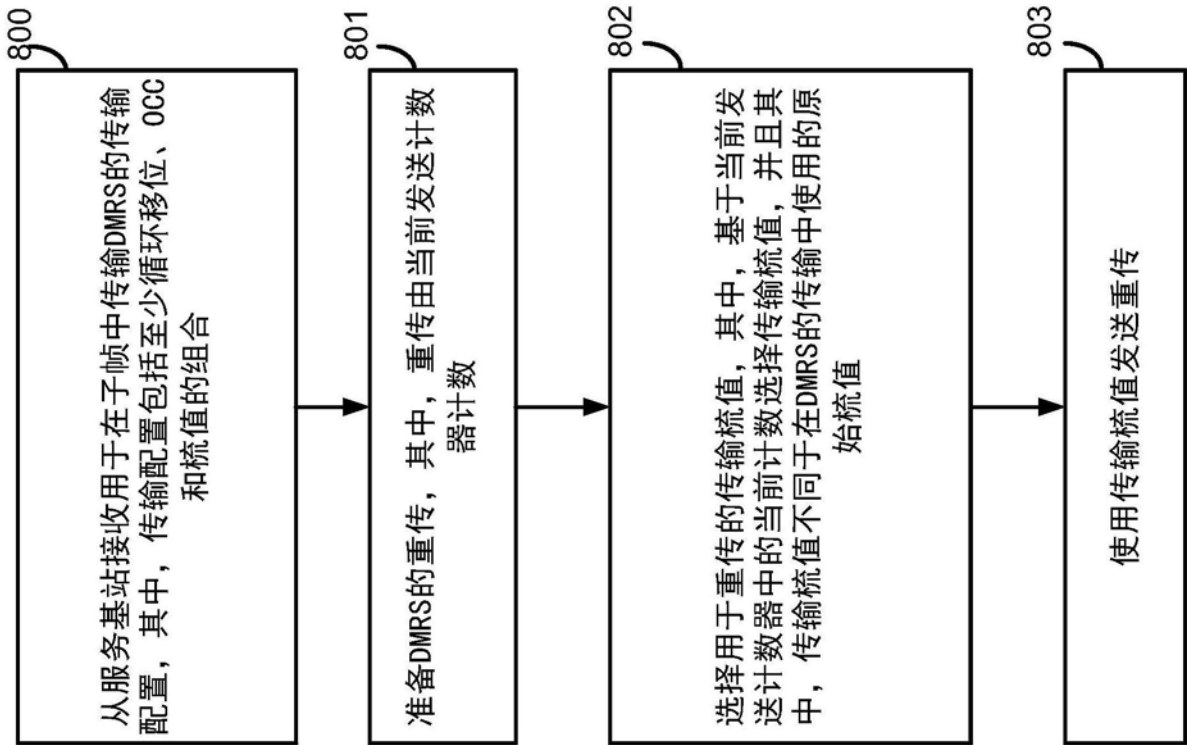 800
从服务基站接收用于在子帧中传输DMRS的传输
配置，其中，传输配置包括至少循环移位、OCC
和梳值的组合
801
准备DMRS的重传，其中，重传由当前发送计数
器计数
802
选择用于重传的传输梳值，其中，基于当前发
送计数器中的当前计数选择传输梳值，并且其
中，传输梳值不同于在DMRS的传输中使用的原
始梳值
803
使用传输梳值发送重传